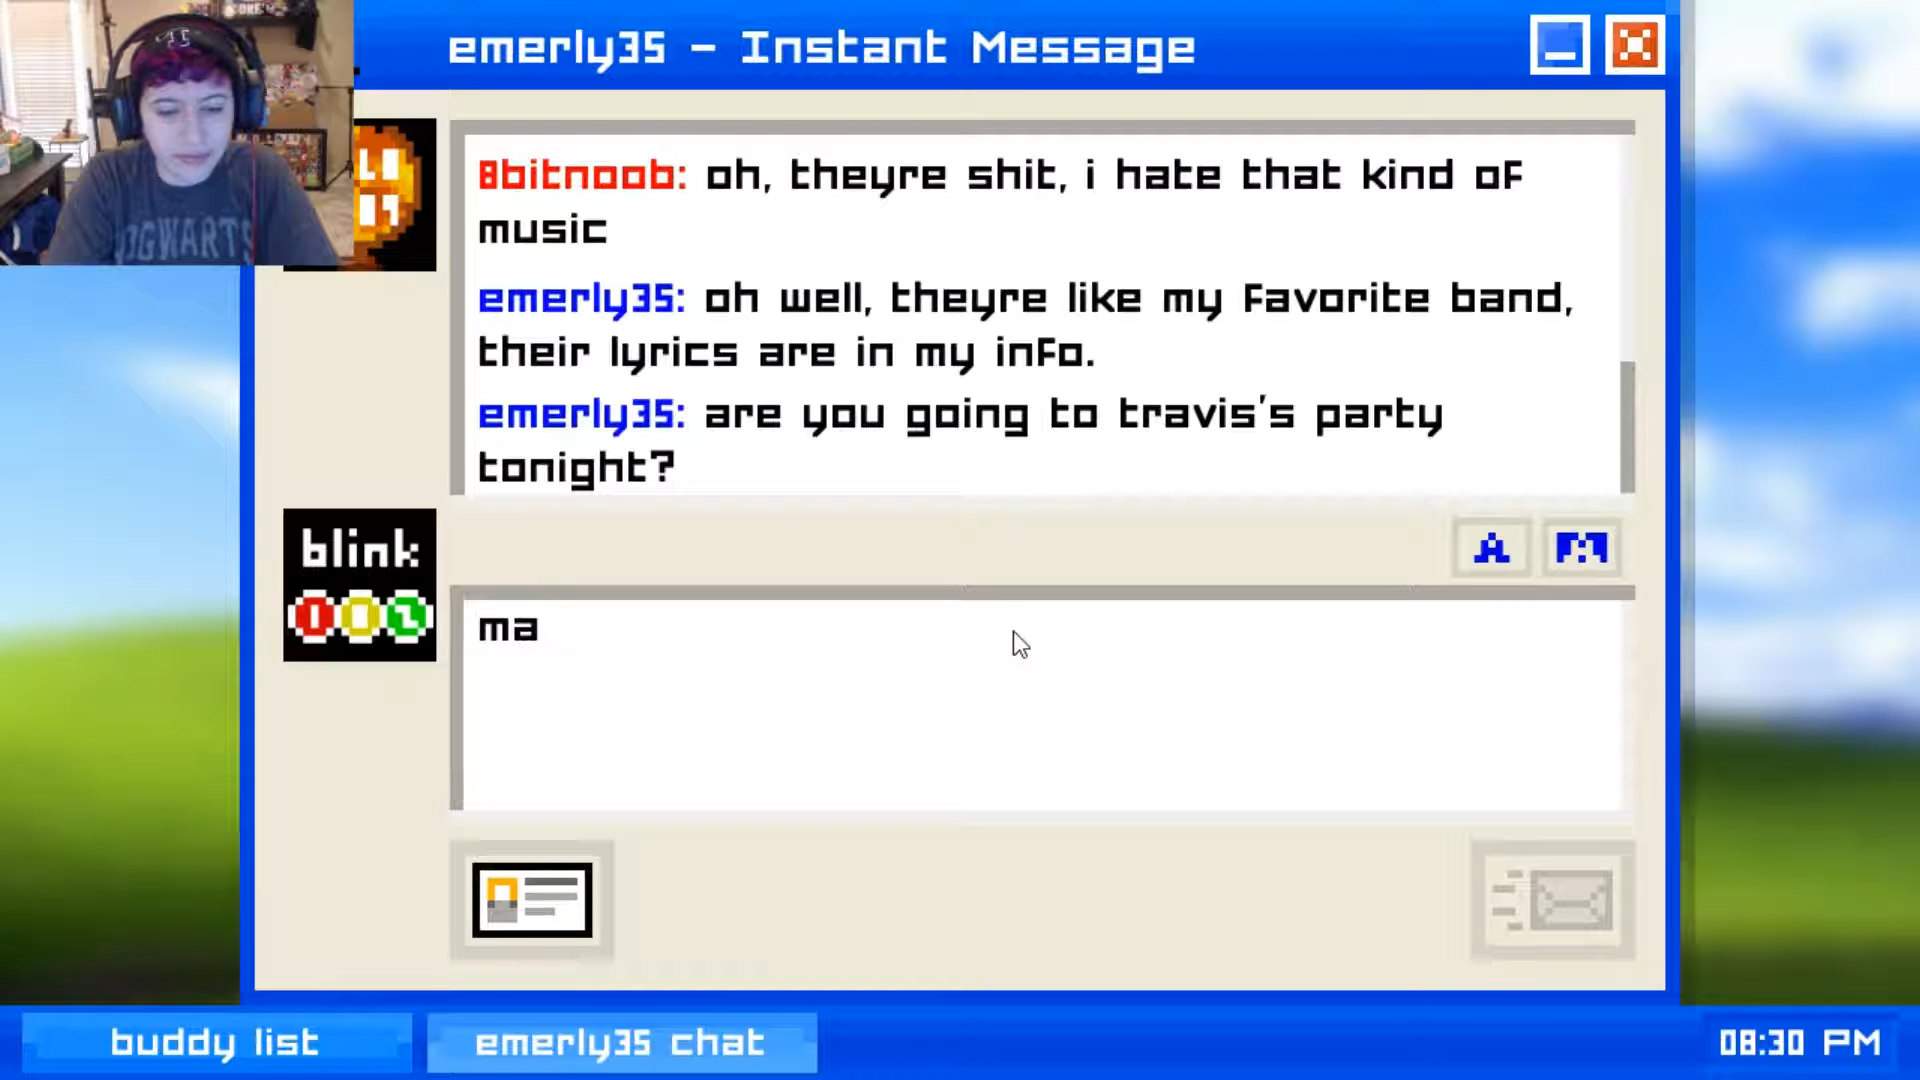 emerly35 - Instant Message
8bitnoob: oh, theyre shit, i hate that kind of
music
emerly35: oh well, theyre like my favorite band,
their lyrics are in my info.
emerly35: are you going to travis's party
tonight?
A
blink
182
ma
buddy list
emerly35 chat
08:30 PM